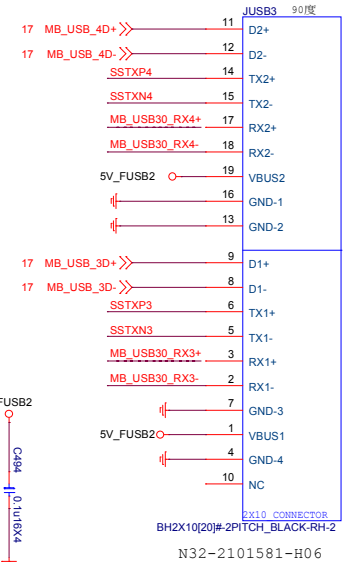 JUSB3 90度
17 MB_USB_4D+ 11 D2+
17 MB_USB_4D- 12 D2-
SSTXP4 14 TX2+
SSTXN4 15 TX2-
MB_USB30_RX4+ 17 RX2+
MB_USB30_RX4- 18 RX2-
5V_FUSB2 19 VBUS2
16 GND-1
13 GND-2
17 MB_USB_3D+ 9 D1+
17 MB_USB_3D- 8 D1-
SSTXP3 6 TX1+
SSTXN3 5 TX1-
MB_USB30_RX3+ 3 RX1+
MB_USB30_RX3- 2 RX1-
7 GND-3
5V_FUSB2 1 VBUS1
4 GND-4
10 NC
2X10 CONNECTOR
BH2X10[20]#-2PITCH_BLACK-RH-2
N32-2101581-H06
FUSB2
C494
0.1u16X4